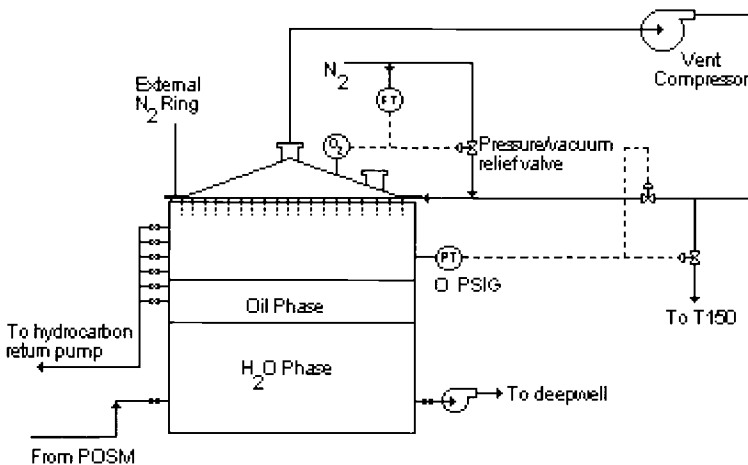 Vent
Compressor
External
N2 Ring
N2
FT
O2
Pressure/vacuum
relief valve
PT
O PSIG
Oil Phase
To T150
To hydrocarbon
return pump
H2O Phase
To deepwell
From POSM